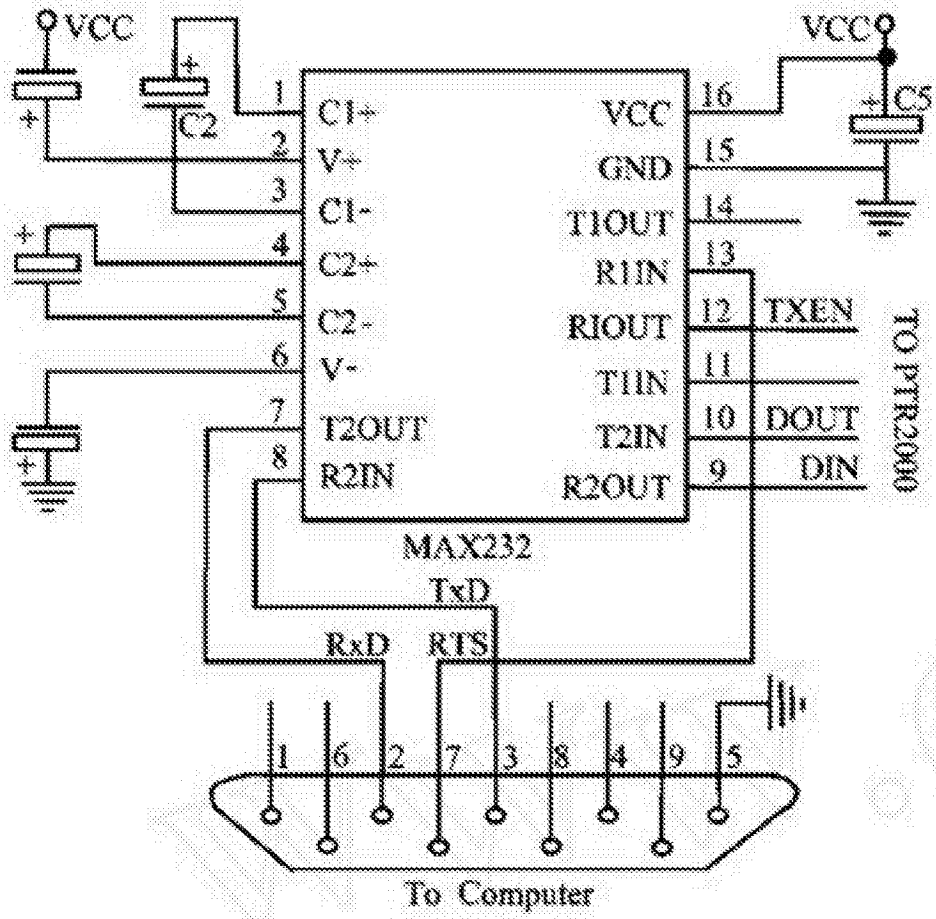 VCC
VCC
+
C2
+
+
+
+
C5
1 C1+
2 V+
3 C1-
4 C2+
5 C2-
6 V-
7 T2OUT
8 R2IN
VCC 16
GND 15
T1OUT 14
R1IN 13
RIOUT 12 TXEN
T1IN 11
T2IN 10 DOUT
R2OUT 9 DIN
TO PTR2000
MAX232
TxD
RxD RTS
1 6 2 7 3 8 4 9 5
To Computer